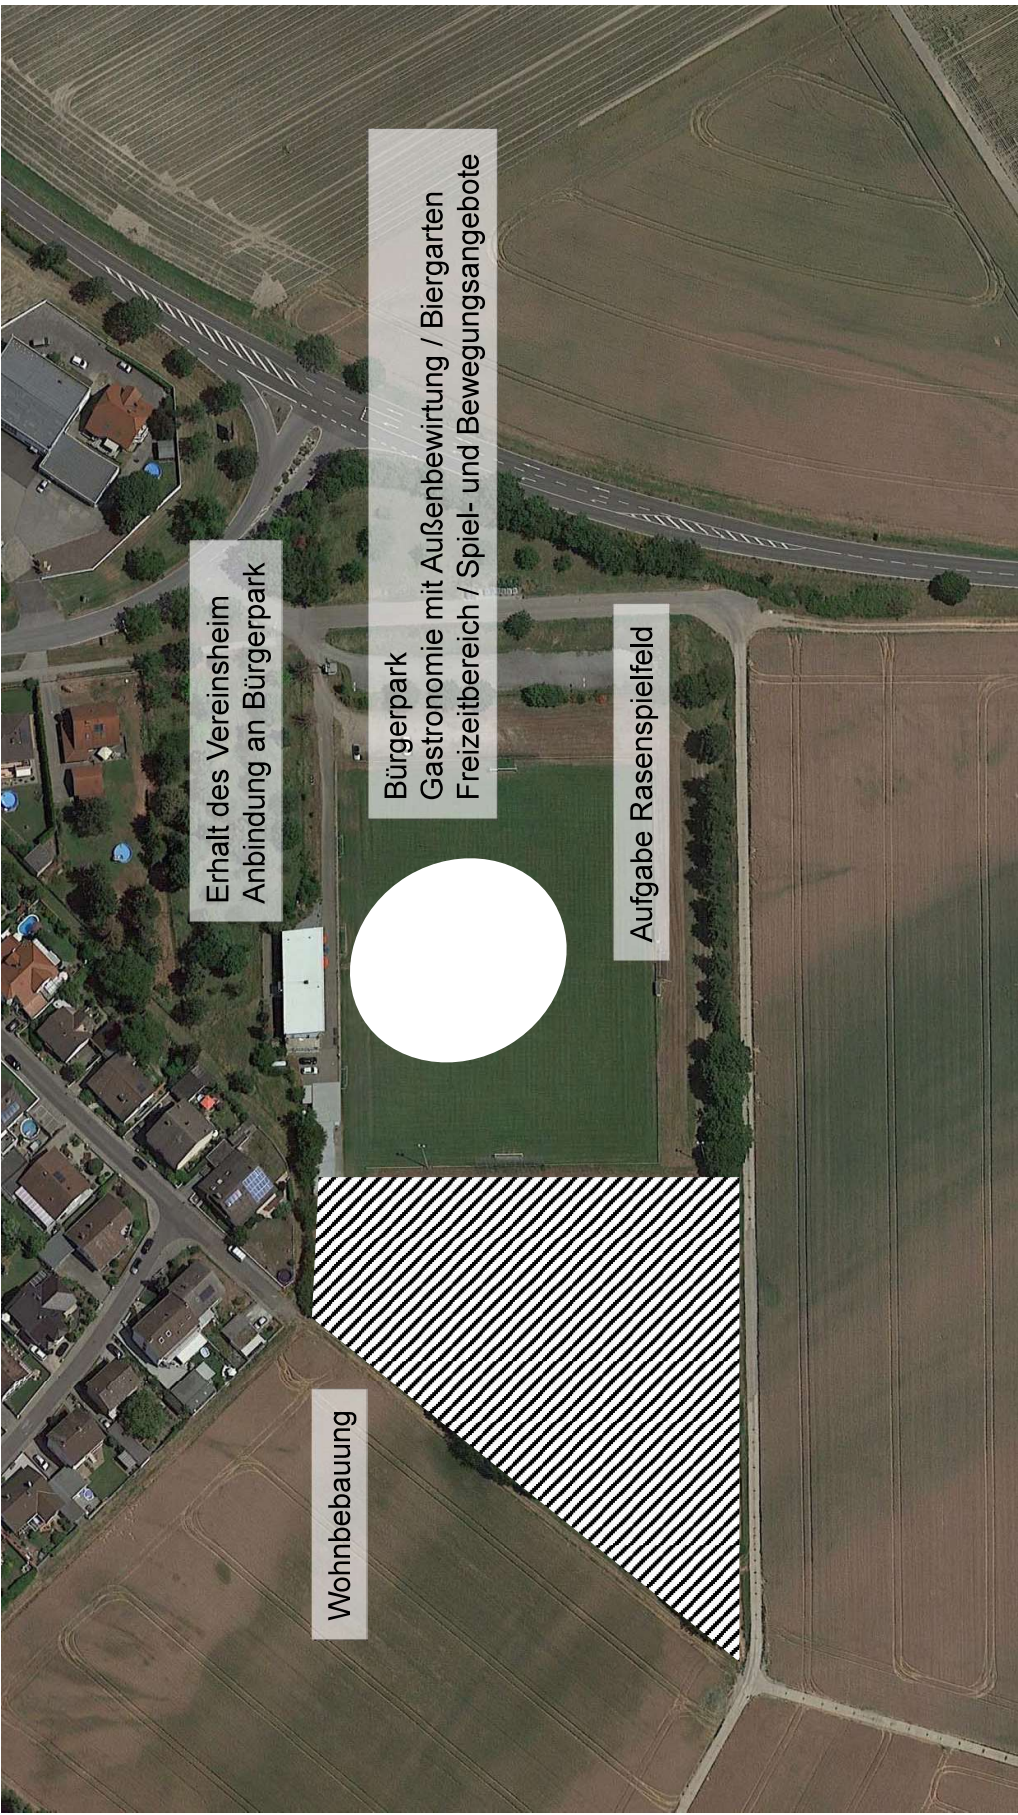 Erhalt des Vereinsheim
Anbindung an Bürgerpark
Bürgerpark
Gastronomie mit Außenbewirtung / Biergarten
Freizeitbereich / Spiel- und Bewegungsangebote
Wohnbebauung
Aufgabe Rasenspielfeld